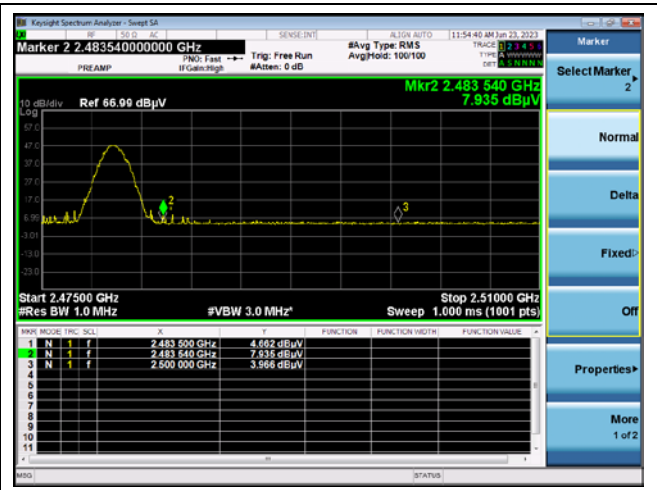 Keysight Spectrum Analyzer - Swept SA
RF 50 Ω AC SENSE:INT ALIGN AUTO 11:54:40 AM Jun 23, 2023
Marker 2 2.483540000000 GHz
PREAMP
PNO: Fast
IFGain:High
Trig: Free Run
#Atten: 0 dB
#Avg Type: RMS
Avg|Hold: 100/100
TRACE 1 2 3 4 5 6
TYPE A WWWWW
DET A S N N N N
Mkr2 2.483 540 GHz
7.935 dBµV
10 dB/div Ref 66.99 dBµV
Log
57.0
47.0
37.0
27.0
17.0
6.99
-3.01
-13.0
-23.0
2
3
Start 2.47500 GHz Stop 2.51000 GHz
#Res BW 1.0 MHz #VBW 3.0 MHz* Sweep 1.000 ms (1001 pts)
MKR MODE TRC SCL X Y FUNCTION FUNCTION WIDTH FUNCTION VALUE
1 N 1 f 2.483 500 GHz 4.662 dBµV
2 N 1 f 2.483 540 GHz 7.935 dBµV
3 N 1 f 2.500 000 GHz 3.966 dBµV
4
5
6
7
8
9
10
11
MSG STATUS
Marker
Select Marker
2
Normal
Delta
Fixed
Off
Properties
More
1 of 2